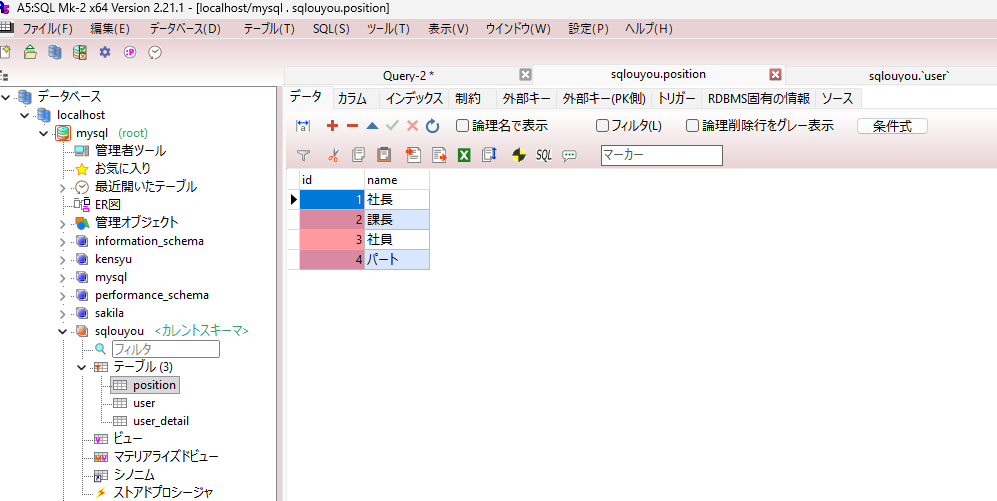 A5:SQL Mk-2 x64 Version 2.21.1 - [localhost/mysql . sqlouyou.position]
ファイル(F) 編集(E) データベース(D) テーブル(T) SQL(S) ツール(T) 表示(V) ウインドウ(W) 設定(P) ヘルプ(H)
データベース
localhost
mysql (root)
管理者ツール
お気に入り
最近開いたテーブル
ER図
管理オブジェクト
information_schema
kensyu
mysql
performance_schema
sakila
sqlouyou <カレントスキーマ>
フィルタ
テーブル (3)
position
user
user_detail
ビュー
マテリアライズドビュー
シノニム
ストアドプロシージャ
Query-2 * sqlouyou.position sqlouyou.`user`
データ カラム インデックス 制約 外部キー 外部キー(PK側) トリガー RDBMS固有の情報 ソース
論理名で表示 フィルタ(L) 論理削除行をグレー表示 条件式
SQL マーカー
id name
1 社長
2 課長
3 社員
4 パート